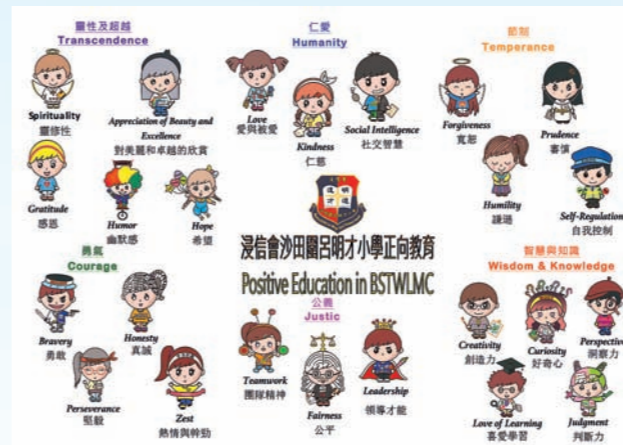 靈性及超越
Transcendence
Spirituality
靈修性
Appreciation of Beauty and
Excellence
對美麗和卓越的欣賞
Gratitude
感恩
Humor
幽默感
Hope
希望
仁愛
Humanity
Love
愛與被愛
Kindness
仁慈
Social Intelligence
社交智慧
節制
Temperance
Forgiveness
寬恕
Prudence
審慎
Humility
謙遜
Self-Regulation
自我控制
浸信會沙田圍呂明才小學正向教育
Positive Education in BSTWLMC
勇氣
Courage
Bravery
勇敢
Honesty
真誠
Perseverance
堅毅
Zest
熱情與幹勁
公義
Justic
Teamwork
團隊精神
Fairness
公平
Leadership
領導才能
智慧與知識
Wisdom & Knowledge
Creativity
創造力
Curiosity
好奇心
Perspective
洞察力
Love of Learning
喜愛學習
Judgment
判斷力